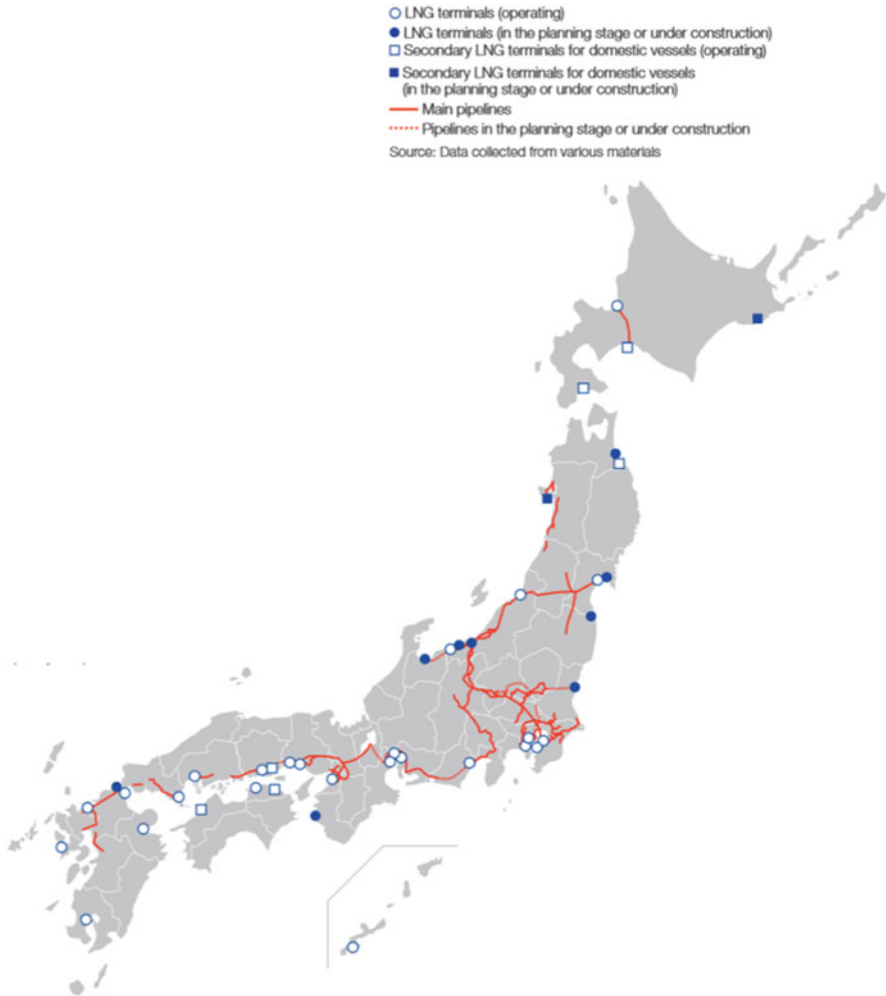 LNG terminals (operating)
LNG terminals (in the planning stage or under construction)
Secondary LNG terminals for domestic vessels (operating)
Secondary LNG terminals for domestic vessels
(in the planning stage or under construction)
Main pipelines
Pipelines in the planning stage or under construction
Source: Data collected from various materials